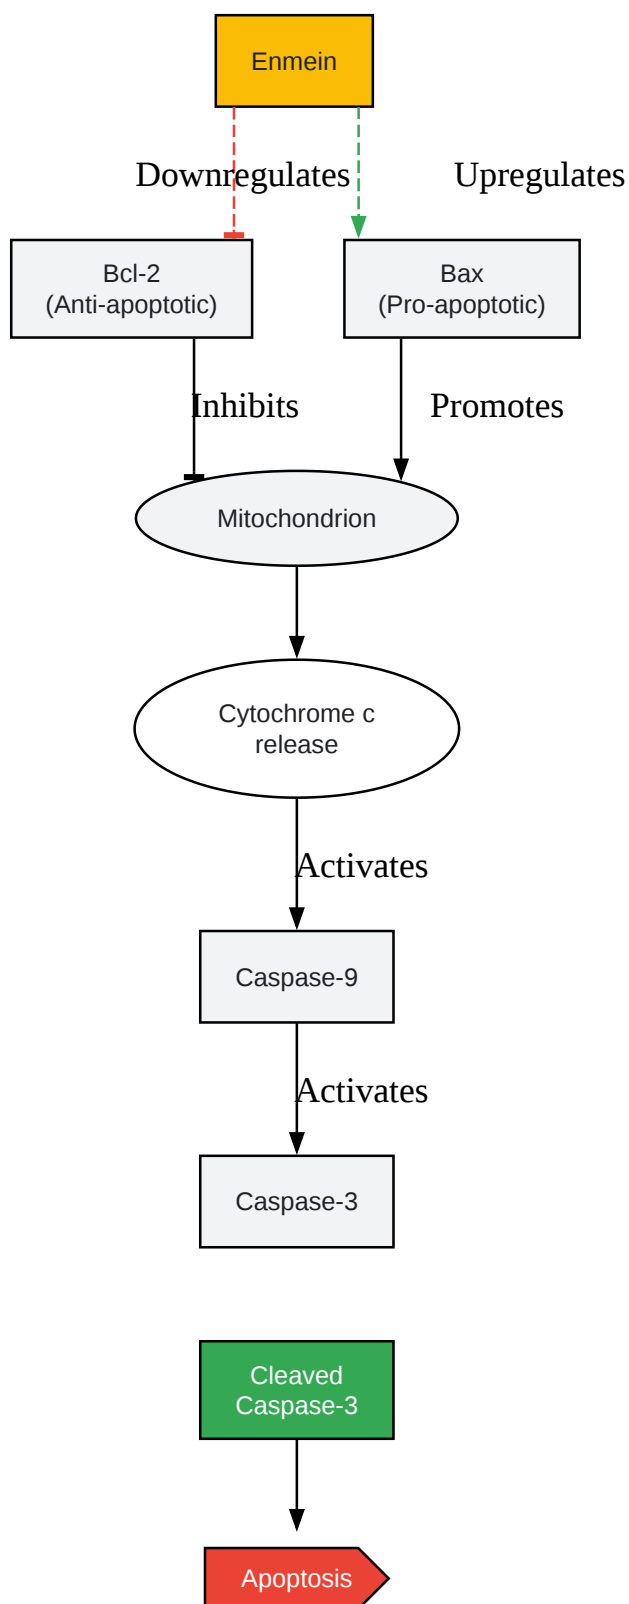 Enmein
Downregulates
Upregulates
Bcl-2
(Anti-apoptotic)
Bax
(Pro-apoptotic)
Inhibits
Promotes
Mitochondrion
Cytochrome c
release
Activates
Caspase-9
Activates
Caspase-3
Cleaved
Caspase-3
Apoptosis